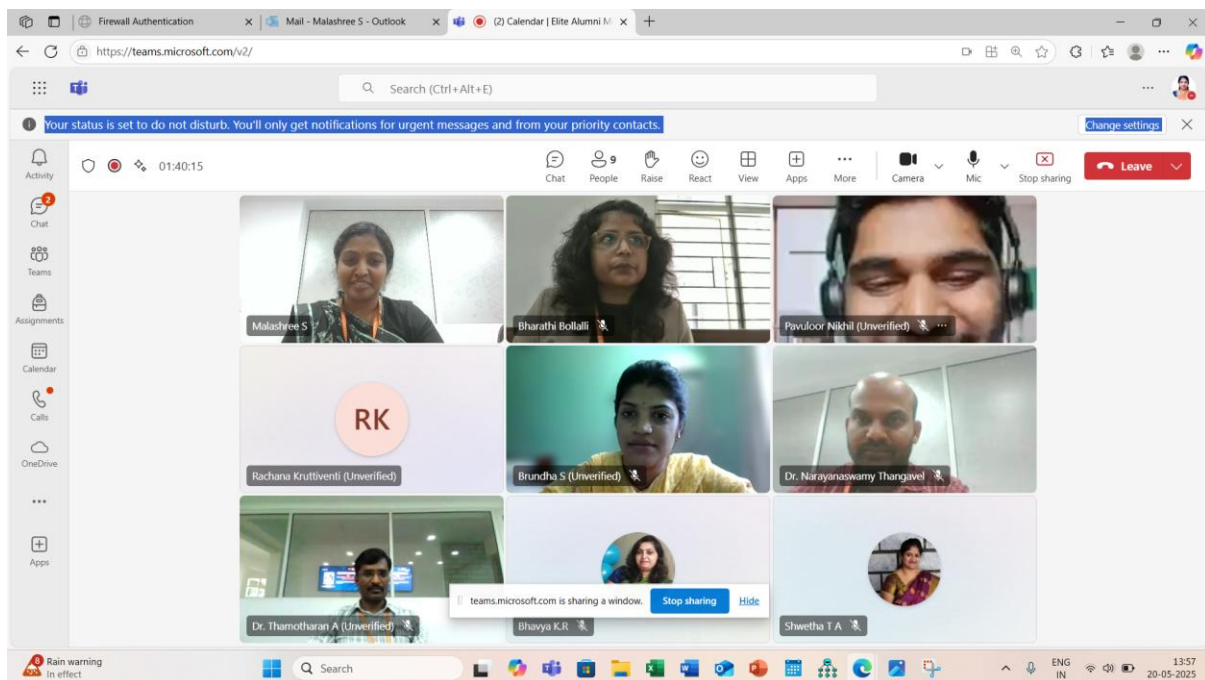 Firewall Authentication
Mail - Malashree S - Outlook
(2) Calendar | Elite Alumni M
https://teams.microsoft.com/v2/
Search (Ctrl+Alt+E)
Your status is set to do not disturb. You'll only get notifications for urgent messages and from your priority contacts.
Change settings
Activity
2
Chat
Teams
Assignments
Calendar
Calls
OneDrive
Apps
01:40:15
Chat
9
People
Raise
React
View
Apps
More
Camera
Mic
Stop sharing
Leave
Malashree S
Bharathi Bollalli
Pavuloor Nikhil (Unverified)
RK
Rachana Kruttiventi (Unverified)
Brundha S (Unverified)
Dr. Narayanaswamy Thangavel
Dr. Thamotharan A (Unverified)
teams.microsoft.com is sharing a window.
Stop sharing
Hide
Bhavya K.R
Shwetha T A
8
Rain warning
In effect
Search
ENG
IN
13:57
20-05-2025